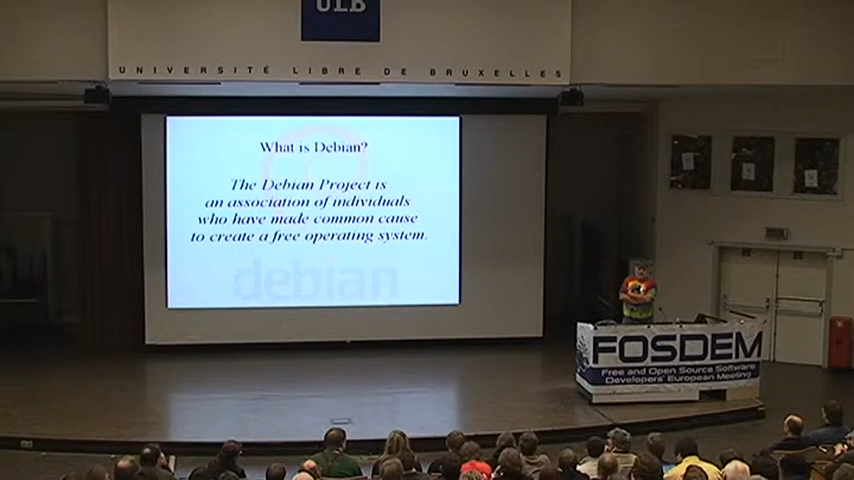 ULB
UNIVERSITÉ LIBRE DE BRUXELLES
What is Debian?
The Debian Project is
an association of individuals
who have made common cause
to create a free operating system.
debian
FOSDEM
Free and Open Source Software
Developers' European Meeting